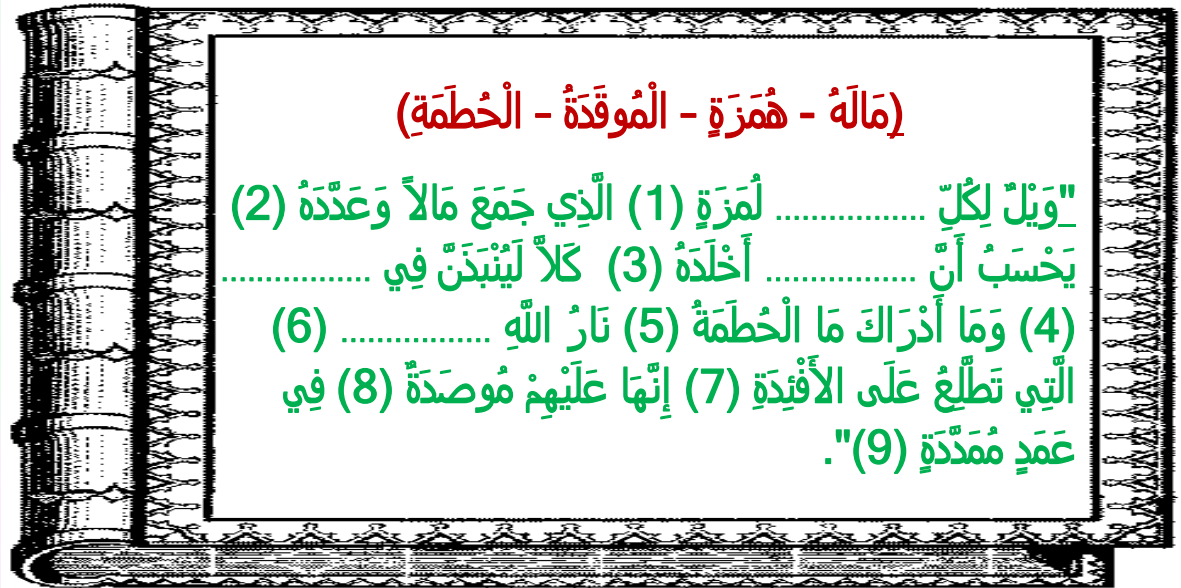 (مَالَهُ - هُمَزَةٍ - الْمُوقَدَةُ - الْحُطَمَةِ)
"وَيْلٌ لِكُلِّ ................. لُمَزَةٍ (1) الَّذِي جَمَعَ مَالاً وَعَدَّدَهُ (2)
يَحْسَبُ أَنَّ ................. أَخْلَدَهُ (3) كَلاَّ لَيُنْبَذَنَّ فِي .................
(4) وَمَا أَدْرَاكَ مَا الْحُطَمَةُ (5) نَارُ اللَّهِ ................. (6)
الَّتِي تَطَّلِعُ عَلَى الأَفْئِدَةِ (7) إِنَّهَا عَلَيْهِمْ مُوصَدَةٌ (8) فِي
عَمَدٍ مُمَدَّدَةٍ (9)".